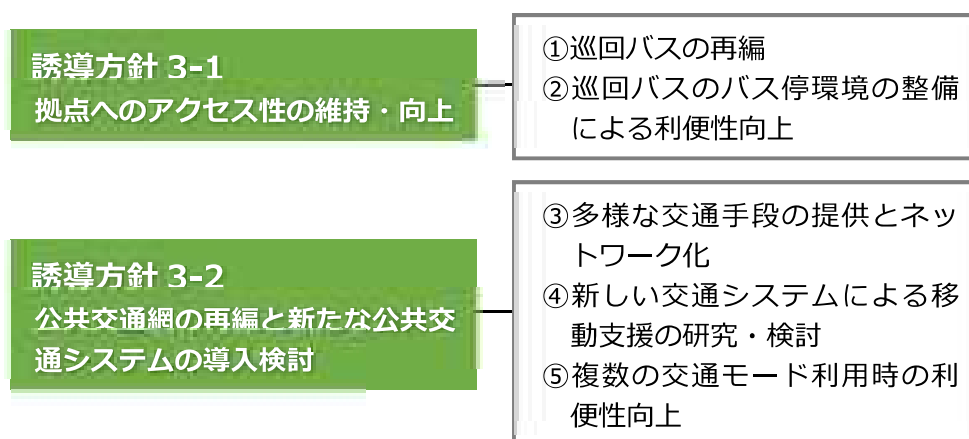 誘導方針 3-1
拠点へのアクセス性の維持・向上
①巡回バスの再編
②巡回バスのバス停環境の整備
による利便性向上
誘導方針 3-2
公共交通網の再編と新たな公共交
通システムの導入検討
③多様な交通手段の提供とネッ
トワーク化
④新しい交通システムによる移
動支援の研究・検討
⑤複数の交通モード利用時の利
便性向上